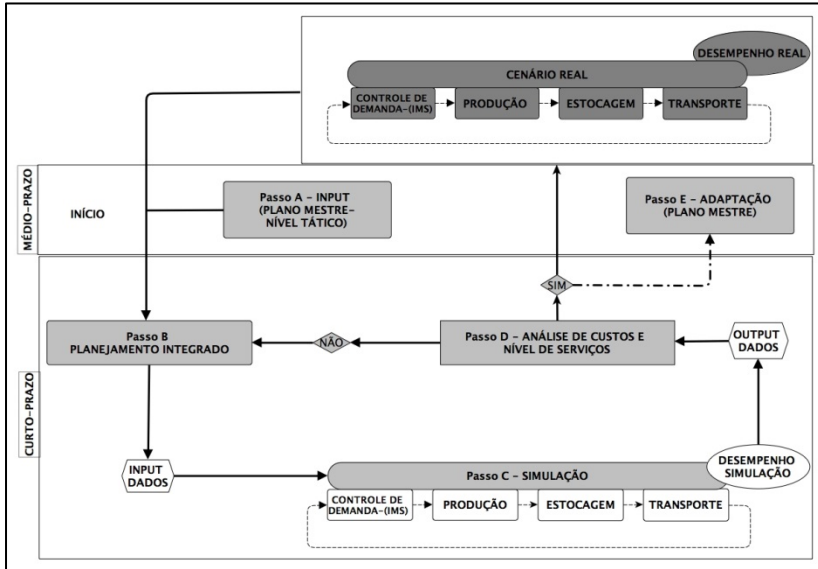 DESEMPENHO REAL
CENÁRIO REAL
CONTROLE DE
DEMANDA-(IMS)
PRODUÇÃO
ESTOCAGEM
TRANSPORTE
MÉDIO-PRAZO
INÍCIO
Passo A - INPUT
(PLANO MESTRE-
NÍVEL TÁTICO)
Passo E - ADAPTAÇÃO
(PLANO MESTRE)
CURTO-PRAZO
SIM
Passo B
PLANEJAMENTO INTEGRADO
NÃO
Passo D - ANÁLISE DE CUSTOS E
NÍVEL DE SERVIÇOS
OUTPUT
DADOS
INPUT
DADOS
Passo C - SIMULAÇÃO
DESEMPENHO
SIMULAÇÃO
CONTROLE DE
DEMANDA-(IMS)
PRODUÇÃO
ESTOCAGEM
TRANSPORTE